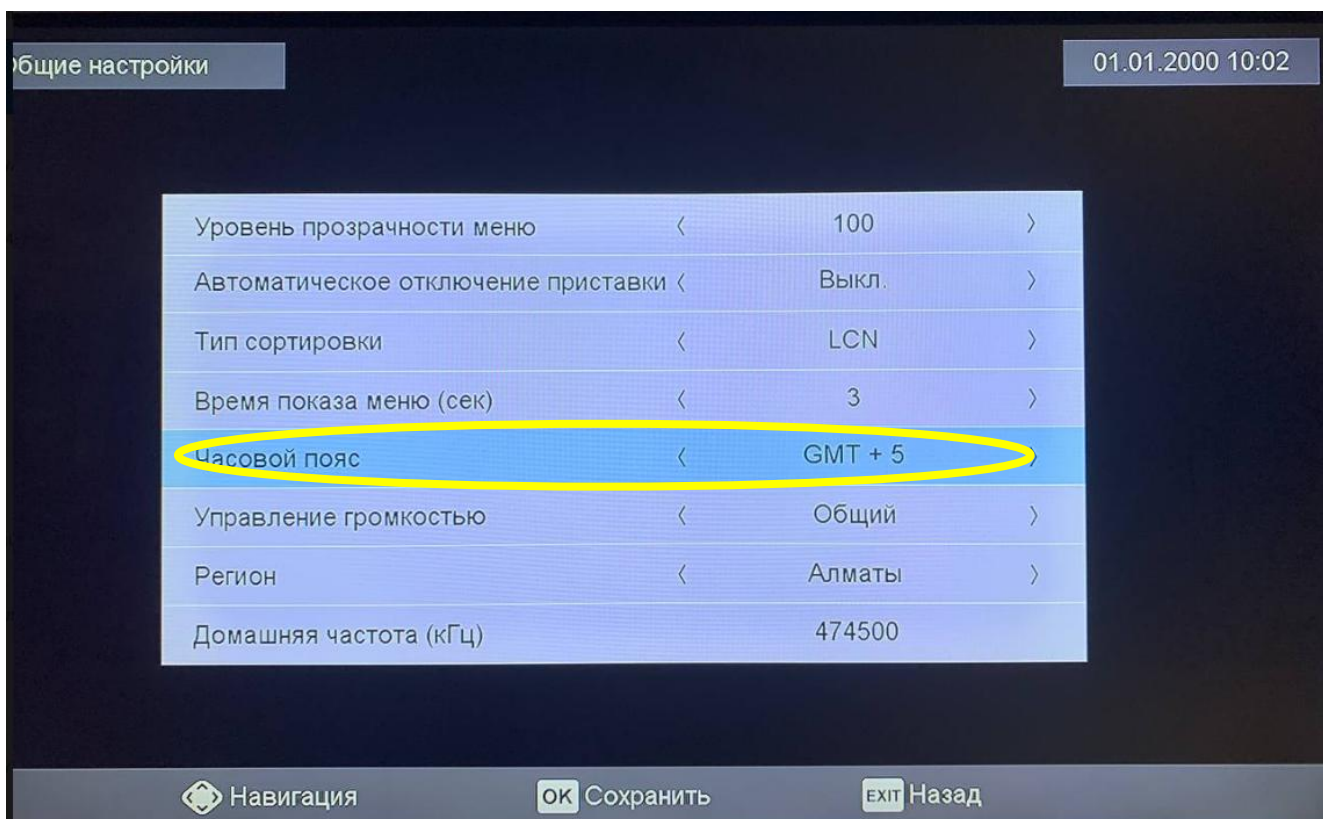 Общие настройки
01.01.2000 10:02
Уровень прозрачности меню 〈 100 〉
Автоматическое отключение приставки 〈 Выкл. 〉
Тип сортировки 〈 LCN 〉
Время показа меню (сек) 〈 3 〉
Часовой пояс 〈 GMT + 5 〉
Управление громкостью 〈 Общий 〉
Регион 〈 Алматы 〉
Домашняя частота (кГц) 474500
Навигация OK Сохранить EXIT Назад